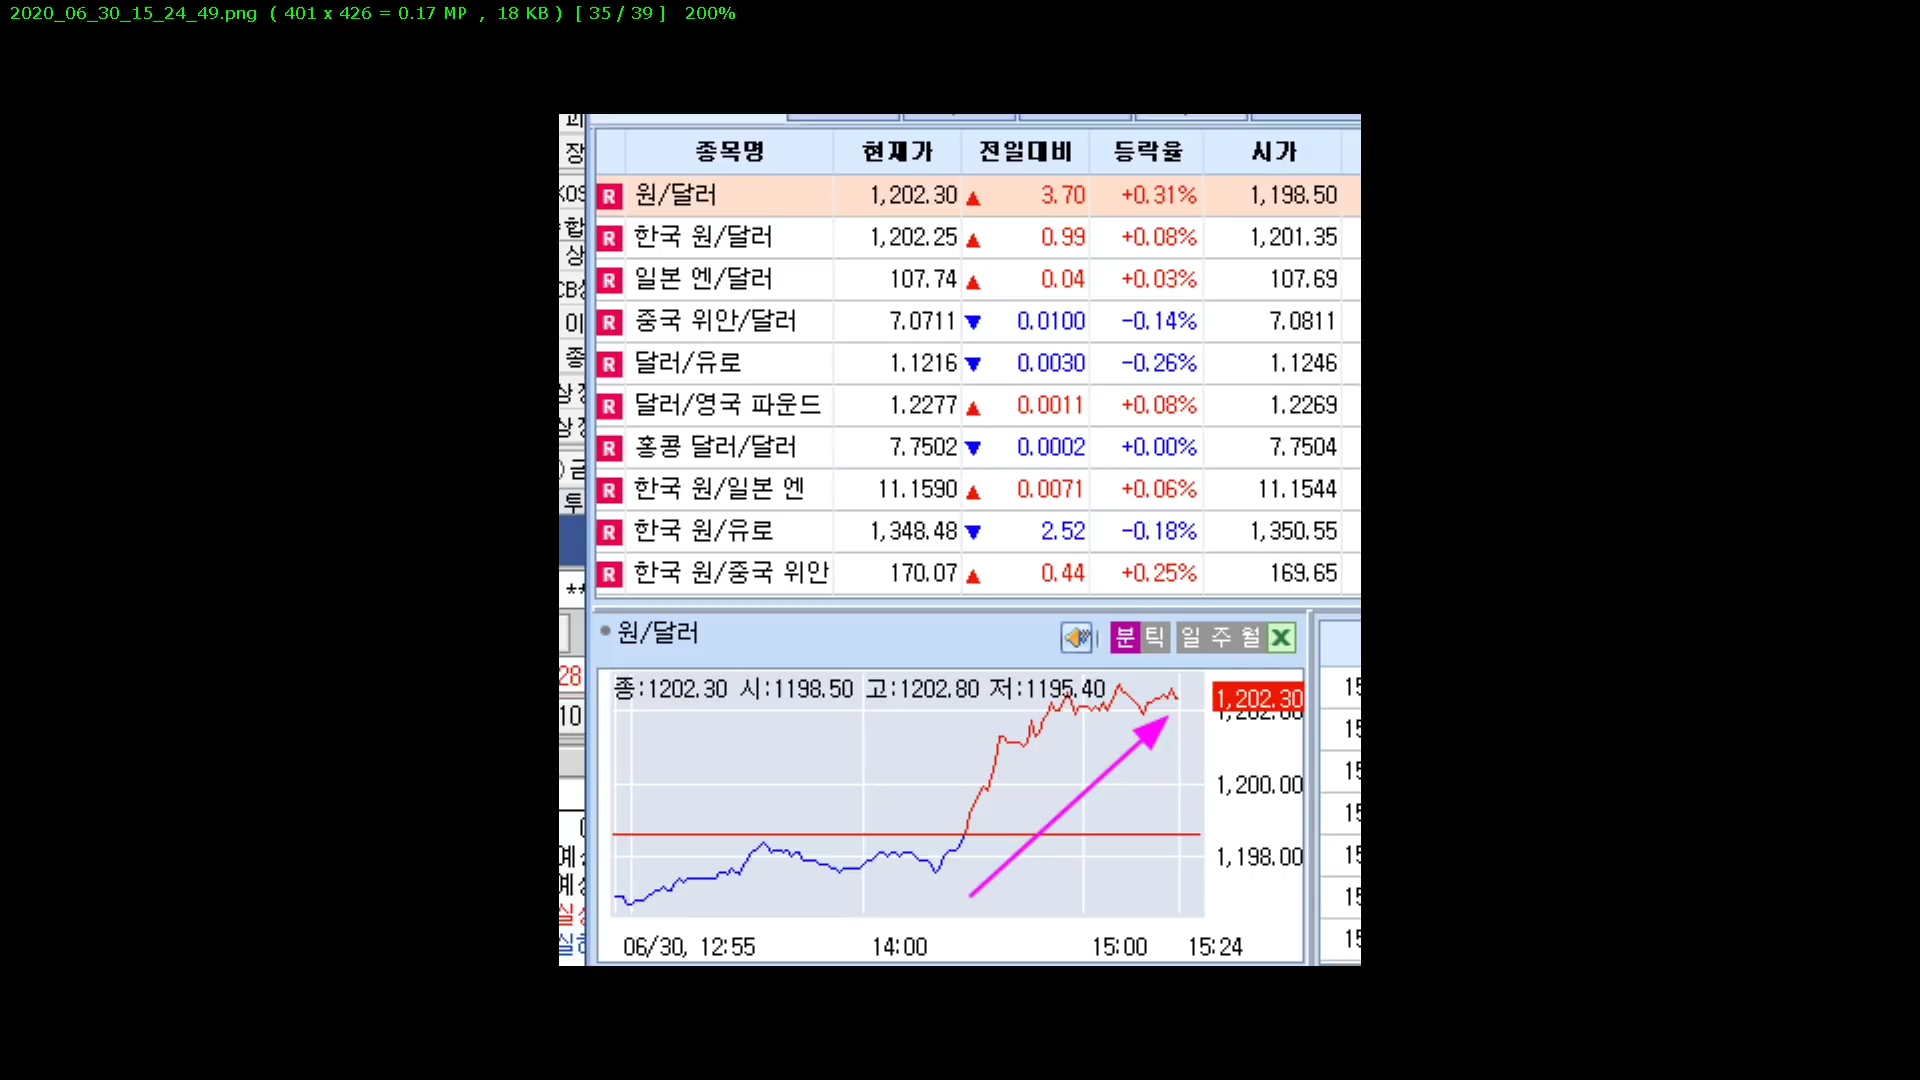 2020_06_30_15_24_49.png ( 401 x 426 = 0.17 MP , 18 KB ) [ 35 / 39 ] 200%
종목명 현재가 전일대비 등락율 시가
R 원/달러 1,202.30 ▲ 3.70 +0.31% 1,198.50
R 한국 원/달러 1,202.25 ▲ 0.99 +0.08% 1,201.35
R 일본 엔/달러 107.74 ▲ 0.04 +0.03% 107.69
R 중국 위안/달러 7.0711 ▼ 0.0100 -0.14% 7.0811
R 달러/유로 1.1216 ▼ 0.0030 -0.26% 1.1246
R 달러/영국 파운드 1.2277 ▲ 0.0011 +0.08% 1.2269
R 홍콩 달러/달러 7.7502 ▼ 0.0002 +0.00% 7.7504
R 한국 원/일본 엔 11.1590 ▲ 0.0071 +0.06% 11.1544
R 한국 원/유로 1,348.48 ▼ 2.52 -0.18% 1,350.55
R 한국 원/중국 위안 170.07 ▲ 0.44 +0.25% 169.65
원/달러 분 틱 일 주 월
종:1202.30 시:1198.50 고:1202.80 저:1195.40
1,202.30
1,202.00
1,200.00
1,198.00
06/30, 12:55 14:00 15:00 15:24